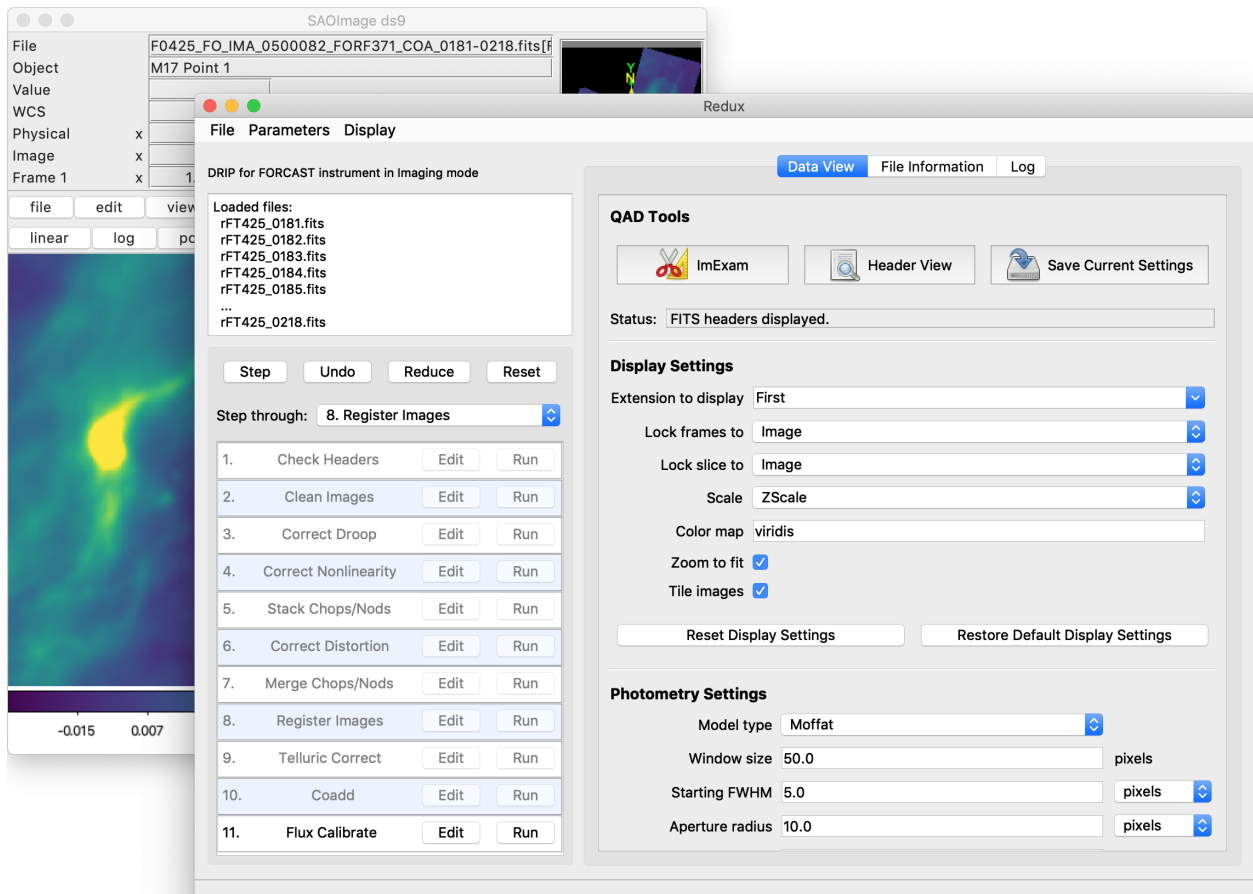 SAOImage ds9
File F0425_FO_IMA_0500082_FORF371_COA_0181-0218.fits[F
Object M17 Point 1
Value
WCS
Physical x
Image x
Frame 1 x 1.
file edit view
linear log po
Y
N
-0.015 0.007
Redux
File Parameters Display
DRIP for FORCAST instrument in Imaging mode
Loaded files:
rFT425_0181.fits
rFT425_0182.fits
rFT425_0183.fits
rFT425_0184.fits
rFT425_0185.fits
...
rFT425_0218.fits
Step Undo Reduce Reset
Step through: 8. Register Images
1. Check Headers Edit Run
2. Clean Images Edit Run
3. Correct Droop Edit Run
4. Correct Nonlinearity Edit Run
5. Stack Chops/Nods Edit Run
6. Correct Distortion Edit Run
7. Merge Chops/Nods Edit Run
8. Register Images Edit Run
9. Telluric Correct Edit Run
10. Coadd Edit Run
11. Flux Calibrate Edit Run
Data View File Information Log
QAD Tools
ImExam Header View Save Current Settings
Status: FITS headers displayed.
Display Settings
Extension to display First
Lock frames to Image
Lock slice to Image
Scale ZScale
Color map viridis
Zoom to fit
Tile images
Reset Display Settings Restore Default Display Settings
Photometry Settings
Model type Moffat
Window size 50.0 pixels
Starting FWHM 5.0 pixels
Aperture radius 10.0 pixels